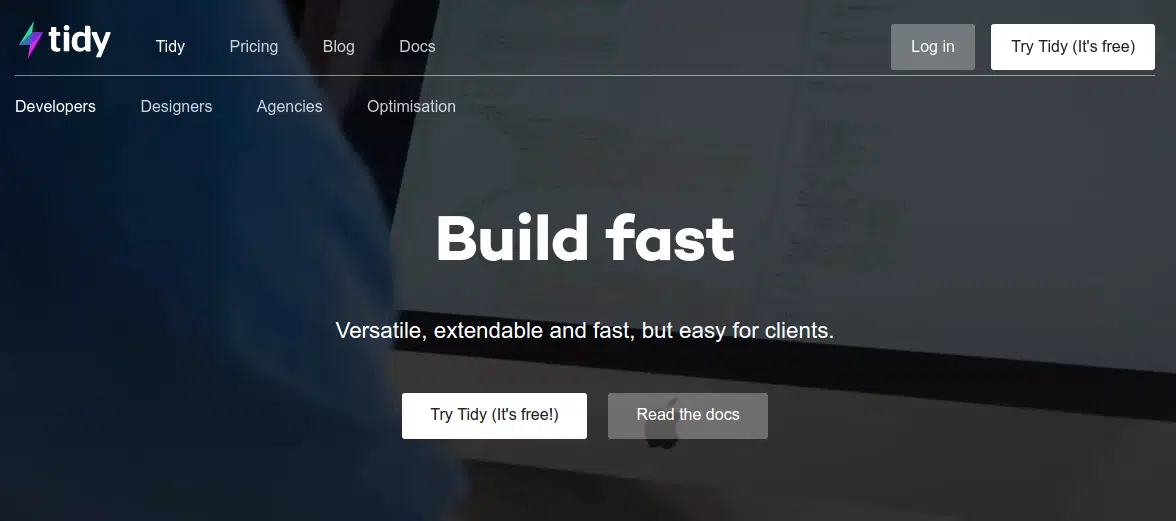 tidy
Tidy Pricing Blog Docs Log in Try Tidy (It's free)
Developers Designers Agencies Optimisation
Build fast
Versatile, extendable and fast, but easy for clients.
Try Tidy (It's free!) Read the docs